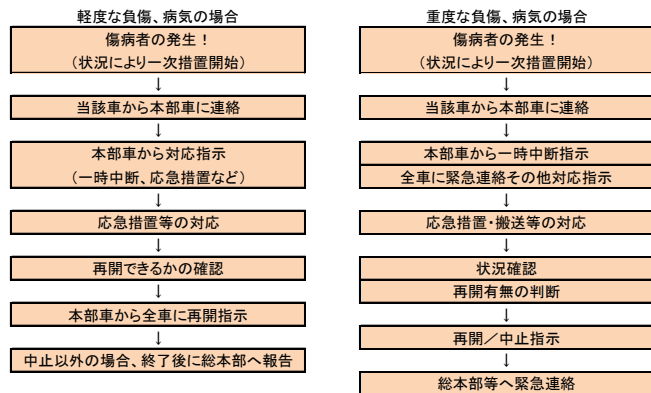 軽度な負傷、病気の場合
傷病者の発生！
（状況により一次措置開始）
↓
当該車から本部車に連絡
↓
本部車から対応指示
（一時中断、応急措置など）
↓
応急措置等の対応
↓
再開できるかの確認
↓
本部車から全車に再開指示
↓
中止以外の場合、終了後に総本部へ報告
重度な負傷、病気の場合
傷病者の発生！
（状況により一次措置開始）
↓
当該車から本部車に連絡
↓
本部車から一時中断指示
全車に緊急連絡その他対応指示
↓
応急措置・搬送等の対応
↓
状況確認
再開有無の判断
↓
再開／中止指示
↓
総本部等へ緊急連絡